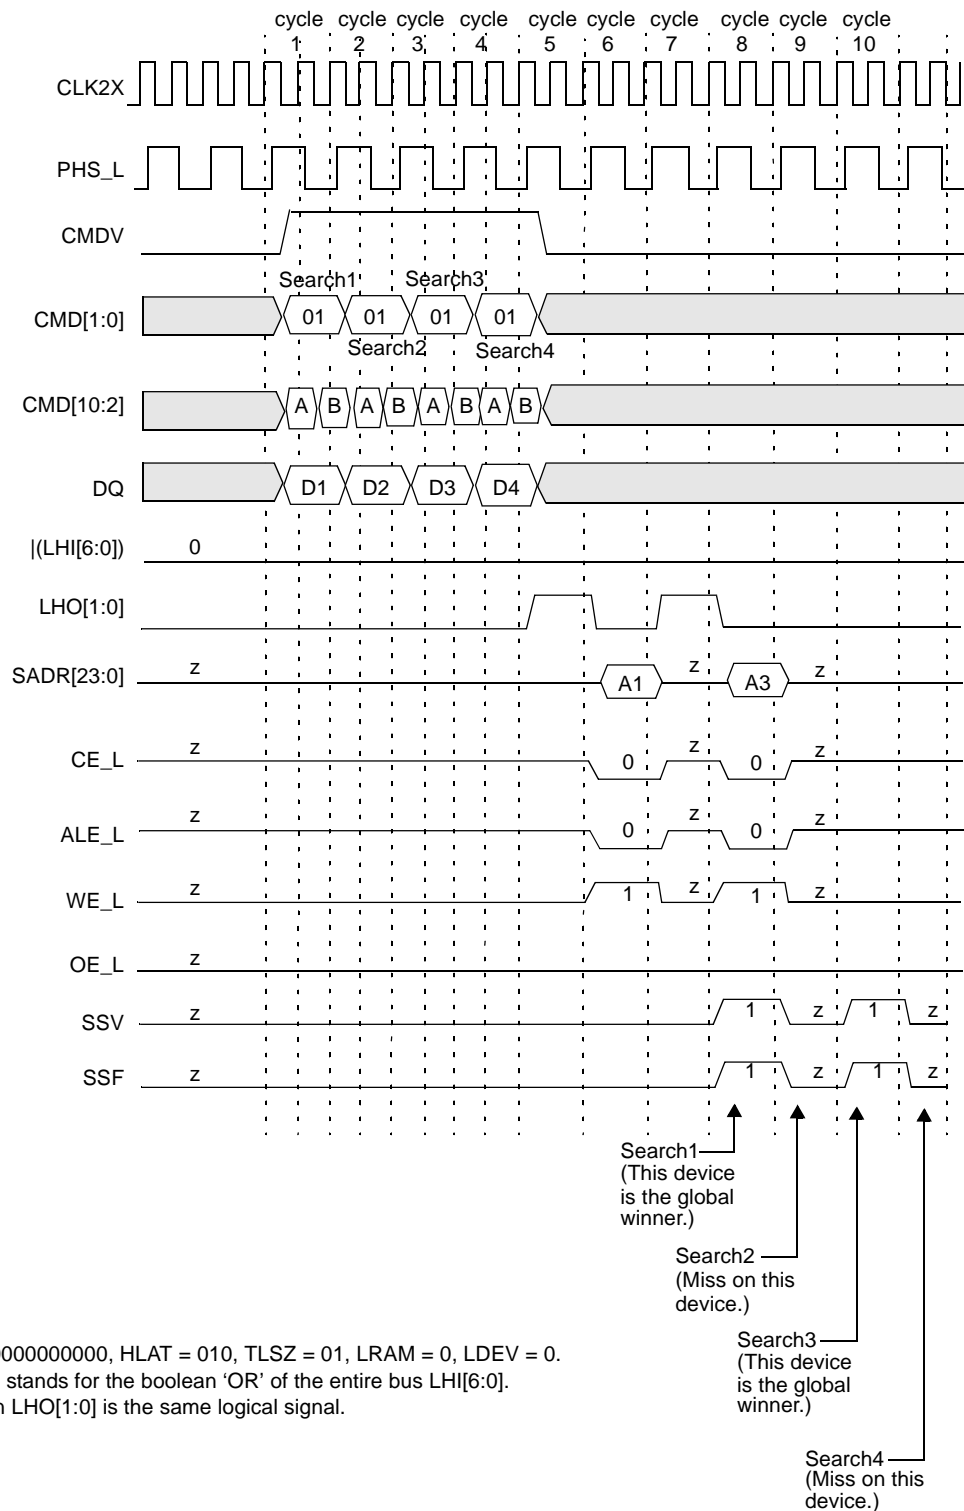 cycle cycle cycle cycle cycle cycle cycle cycle cycle cycle
1 2 3 4 5 6 7 8 9 10
CLK2X
PHS_L
CMDV
Search1 Search3
CMD[1:0] 01 01 01 01
Search2 Search4
CMD[10:2] A B A B A B A B
DQ D1 D2 D3 D4
|(LHI[6:0]) 0
LHO[1:0]
SADR[23:0] z A1 z A3 z
CE_L z 0 z 0 z
ALE_L z 0 z 0 z
WE_L z 1 z 1 z
OE_L z
SSV z 1 z 1 z
SSF z 1 z 1 z
Search1
(This device
is the global
winner.)
Search2
(Miss on this
device.)
Search3
(This device
is the global
winner.)
Search4
(Miss on this
device.)
0000000000, HLAT = 010, TLSZ = 01, LRAM = 0, LDEV = 0.
stands for the boolean ‘OR’ of the entire bus LHI[6:0].
LHO[1:0] is the same logical signal.